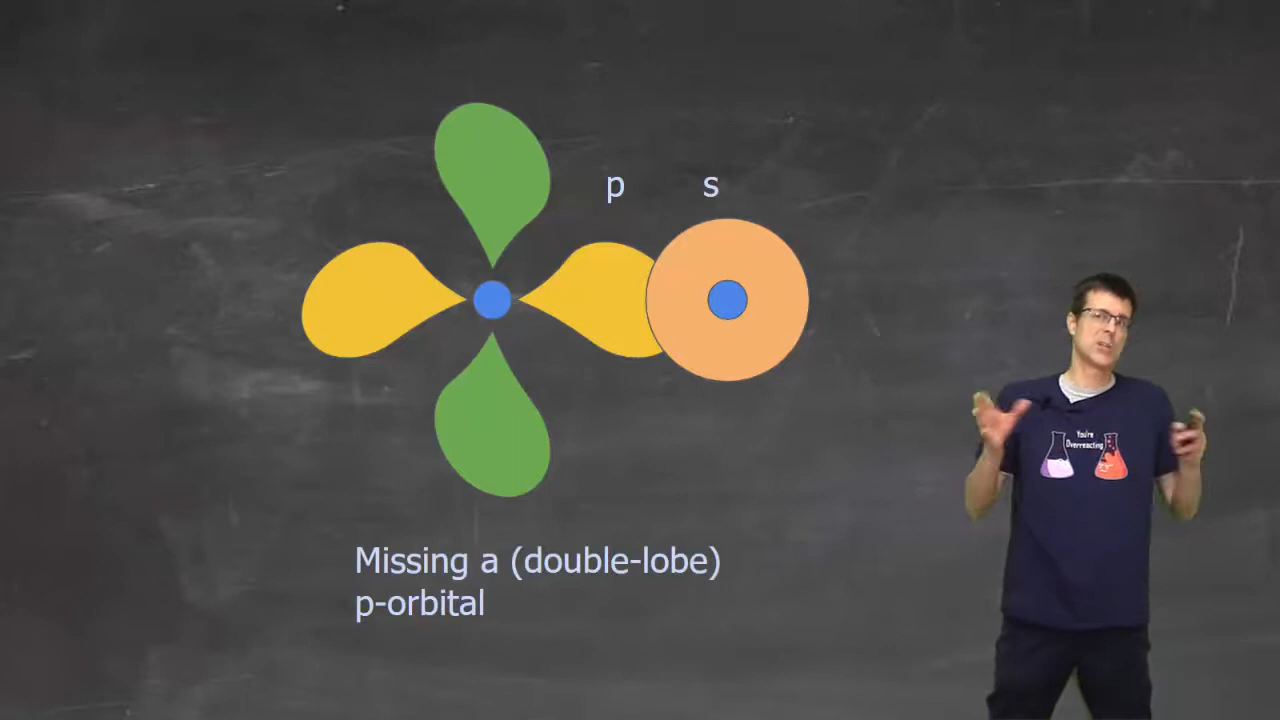 p s
Missing a (double-lobe)
p-orbital
You're
Overreacting